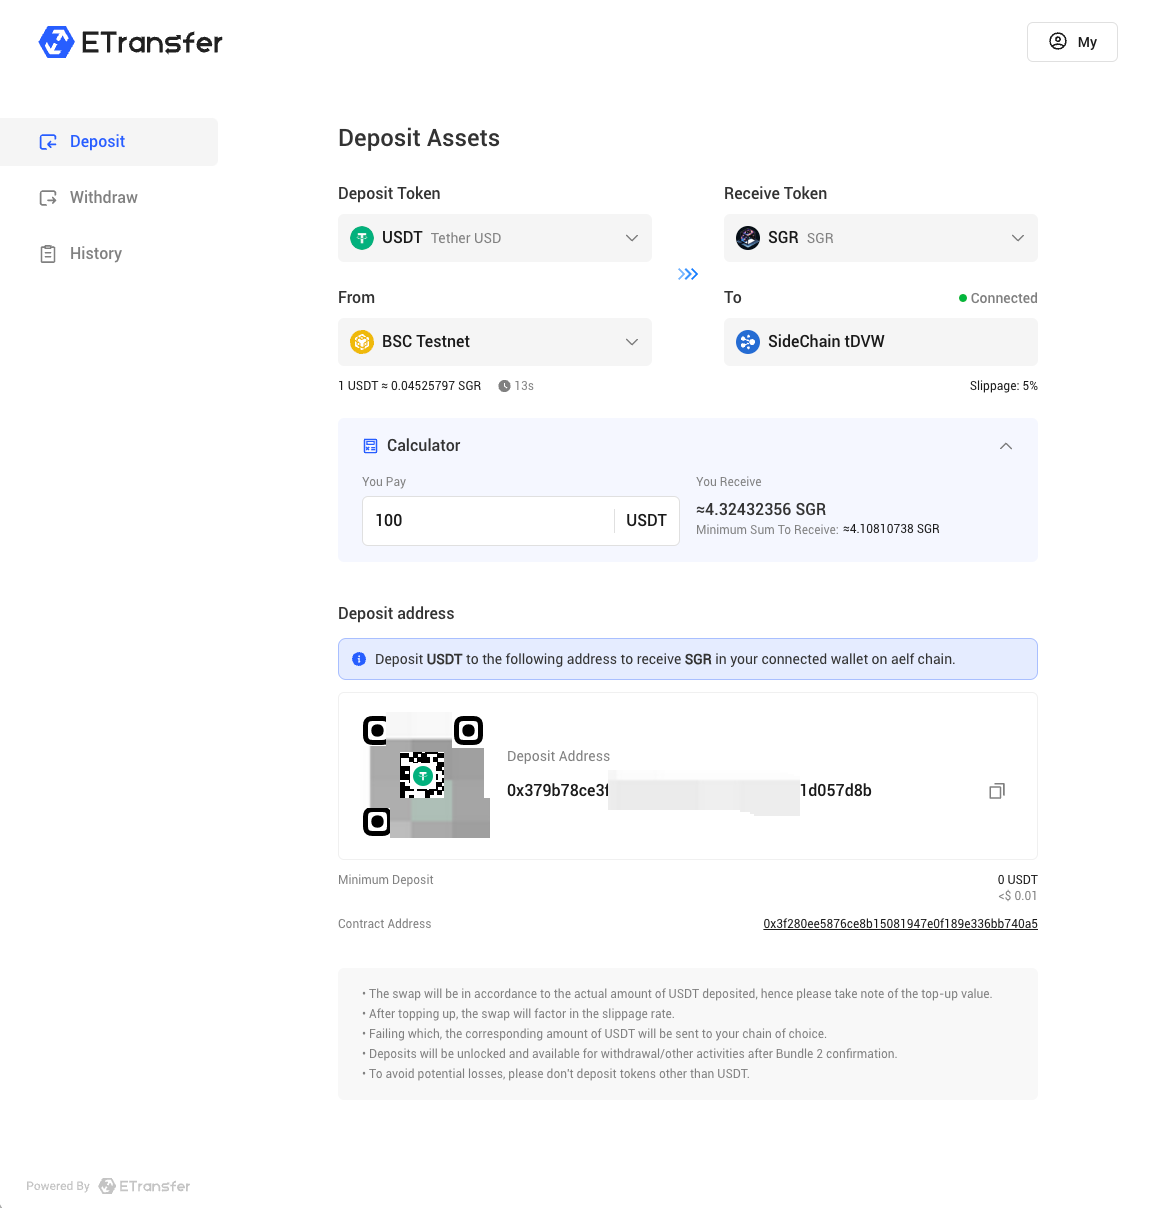 ETransfer
My
Deposit
Withdraw
History
Deposit Assets
Deposit Token
Receive Token
USDT Tether USD
SGR SGR
From
To
Connected
BSC Testnet
SideChain tDVW
1 USDT ≈ 0.04525797 SGR
13s
Slippage: 5%
Calculator
You Pay
You Receive
100
USDT
≈4.32432356 SGR
Minimum Sum To Receive: ≈4.10810738 SGR
Deposit address
Deposit USDT to the following address to receive SGR in your connected wallet on aelf chain.
Deposit Address
0x379b78ce3f
1d057d8b
Minimum Deposit
0 USDT
<$ 0.01
Contract Address
0x3f280ee5876ce8b15081947e0f189e336bb740a5
• The swap will be in accordance to the actual amount of USDT deposited, hence please take note of the top-up value.
• After topping up, the swap will factor in the slippage rate.
• Failing which, the corresponding amount of USDT will be sent to your chain of choice.
• Deposits will be unlocked and available for withdrawal/other activities after Bundle 2 confirmation.
• To avoid potential losses, please don't deposit tokens other than USDT.
Powered By ETransfer